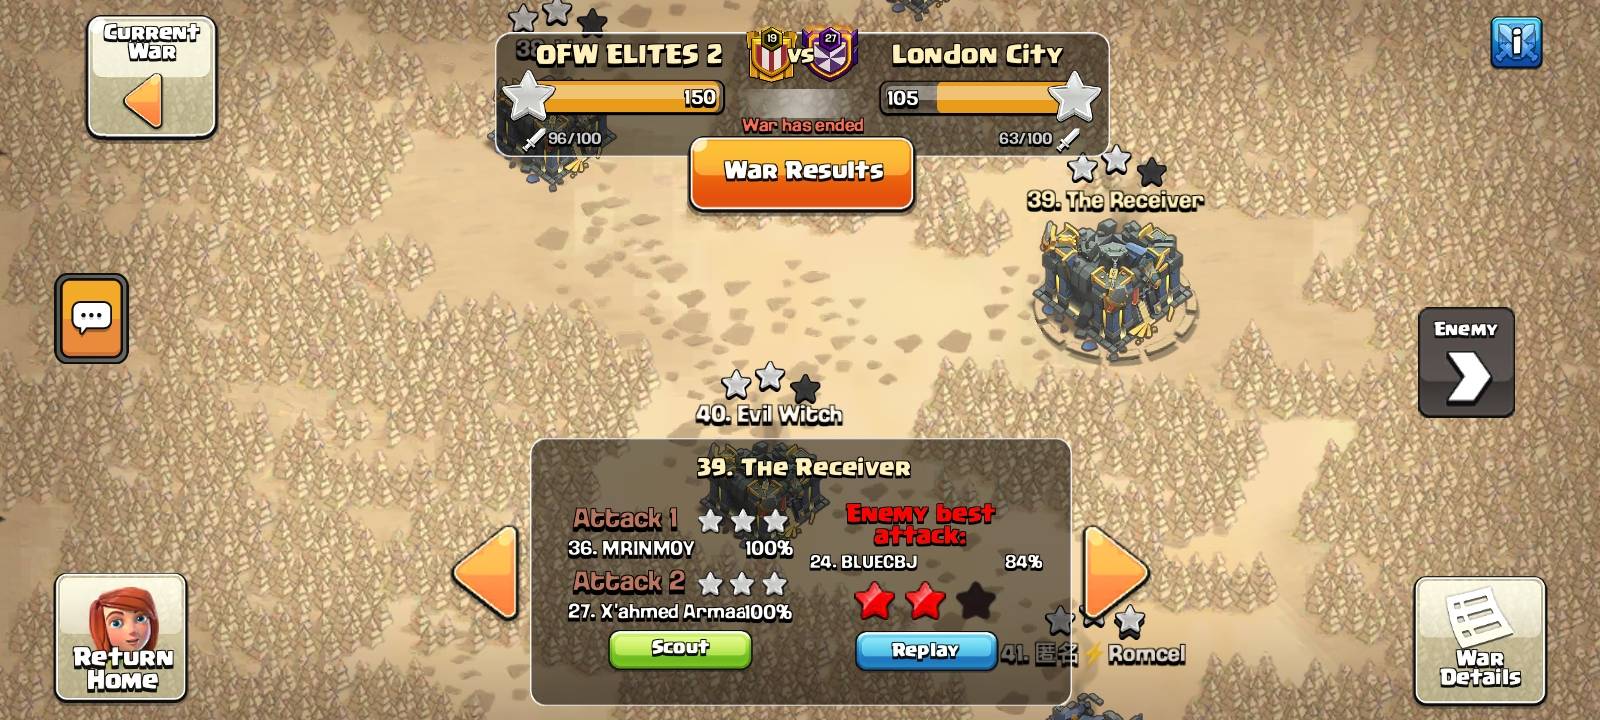 Current
War
OFW ELITES 2
19
vs
27
London City
150
105
96/100
War has ended
63/100
War Results
39. The Receiver
Enemy
40. Evil Witch
39. The Receiver
Attack 1
36. MRINMOY 100%
Attack 2
27. X'ahmed Armaa100%
Scout
Enemy best
attack:
24. BLUECBJ 84%
Replay
41. 匿名⚡Romcel
Return
Home
War
Details